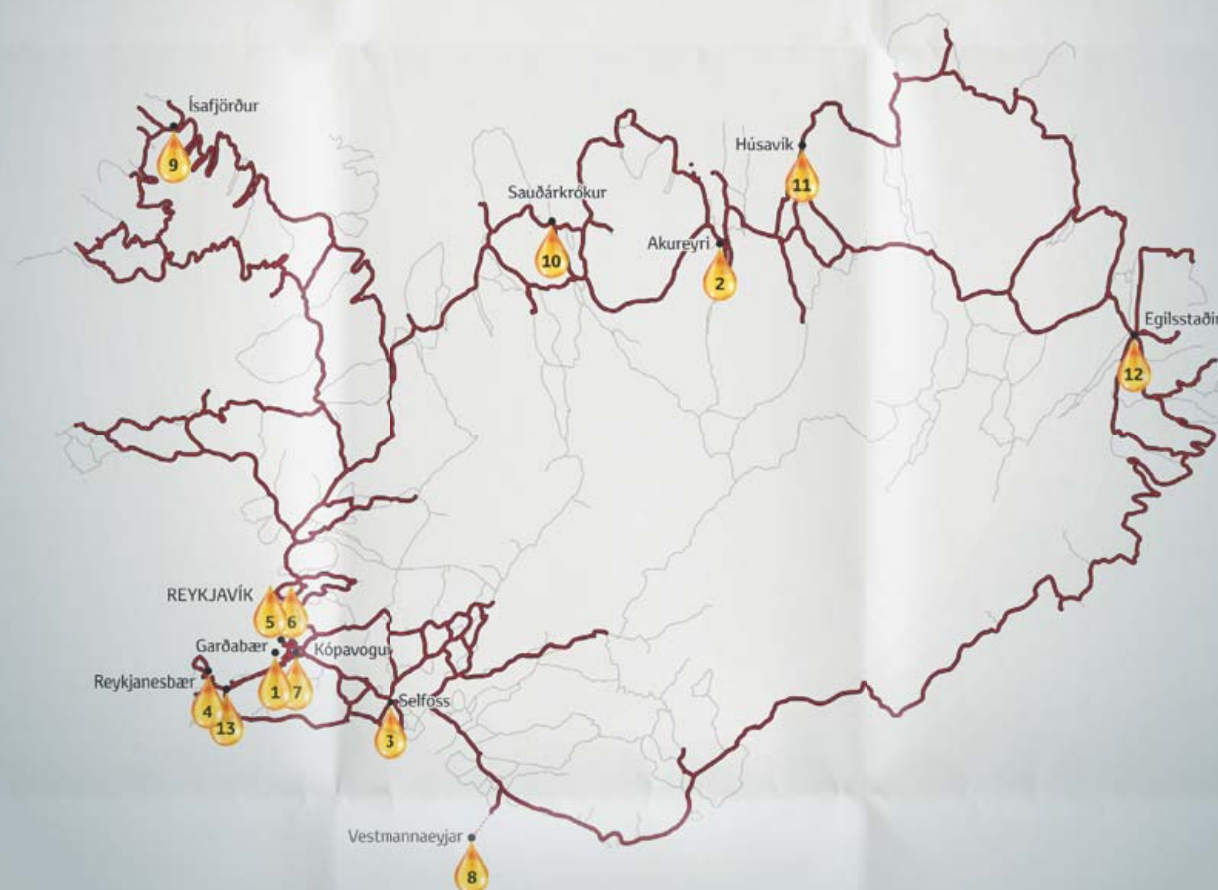 Ísafjörður
9
Húsavík
11
Sauðárkrókur
10
Akureyri
2
Egilsstaðir
12
REYKJAVÍK
5 6
Garðabær
Kópavogur
Reykjanesbær
1 7
4
13
Selfoss
3
Vestmannaeyjar
8